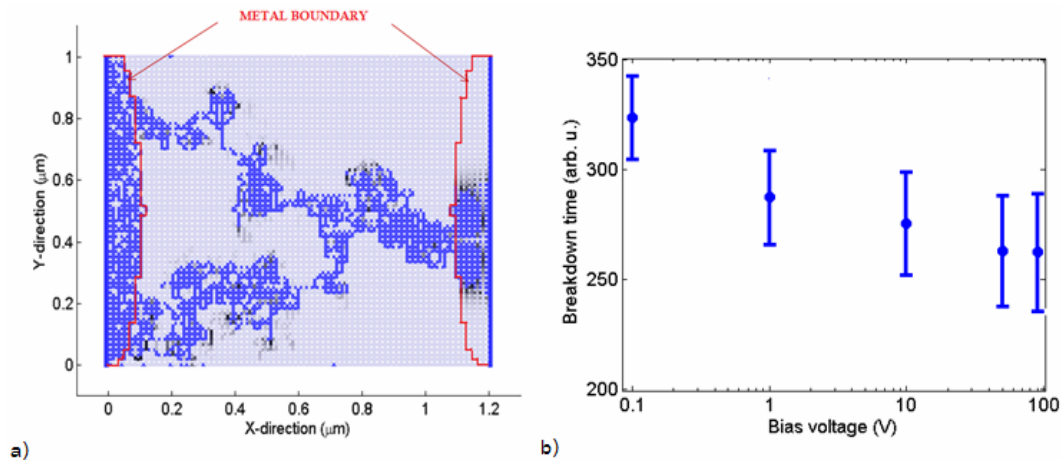 METAL BOUNDARY
1
0.8
0.6
0.4
0.2
0
Y-direction (μm)
0 0.2 0.4 0.6 0.8 1 1.2
X-direction (μm)
a)
350
300
250
200
Breakdown time (arb. u.)
0.1 1 10 100
Bias voltage (V)
b)